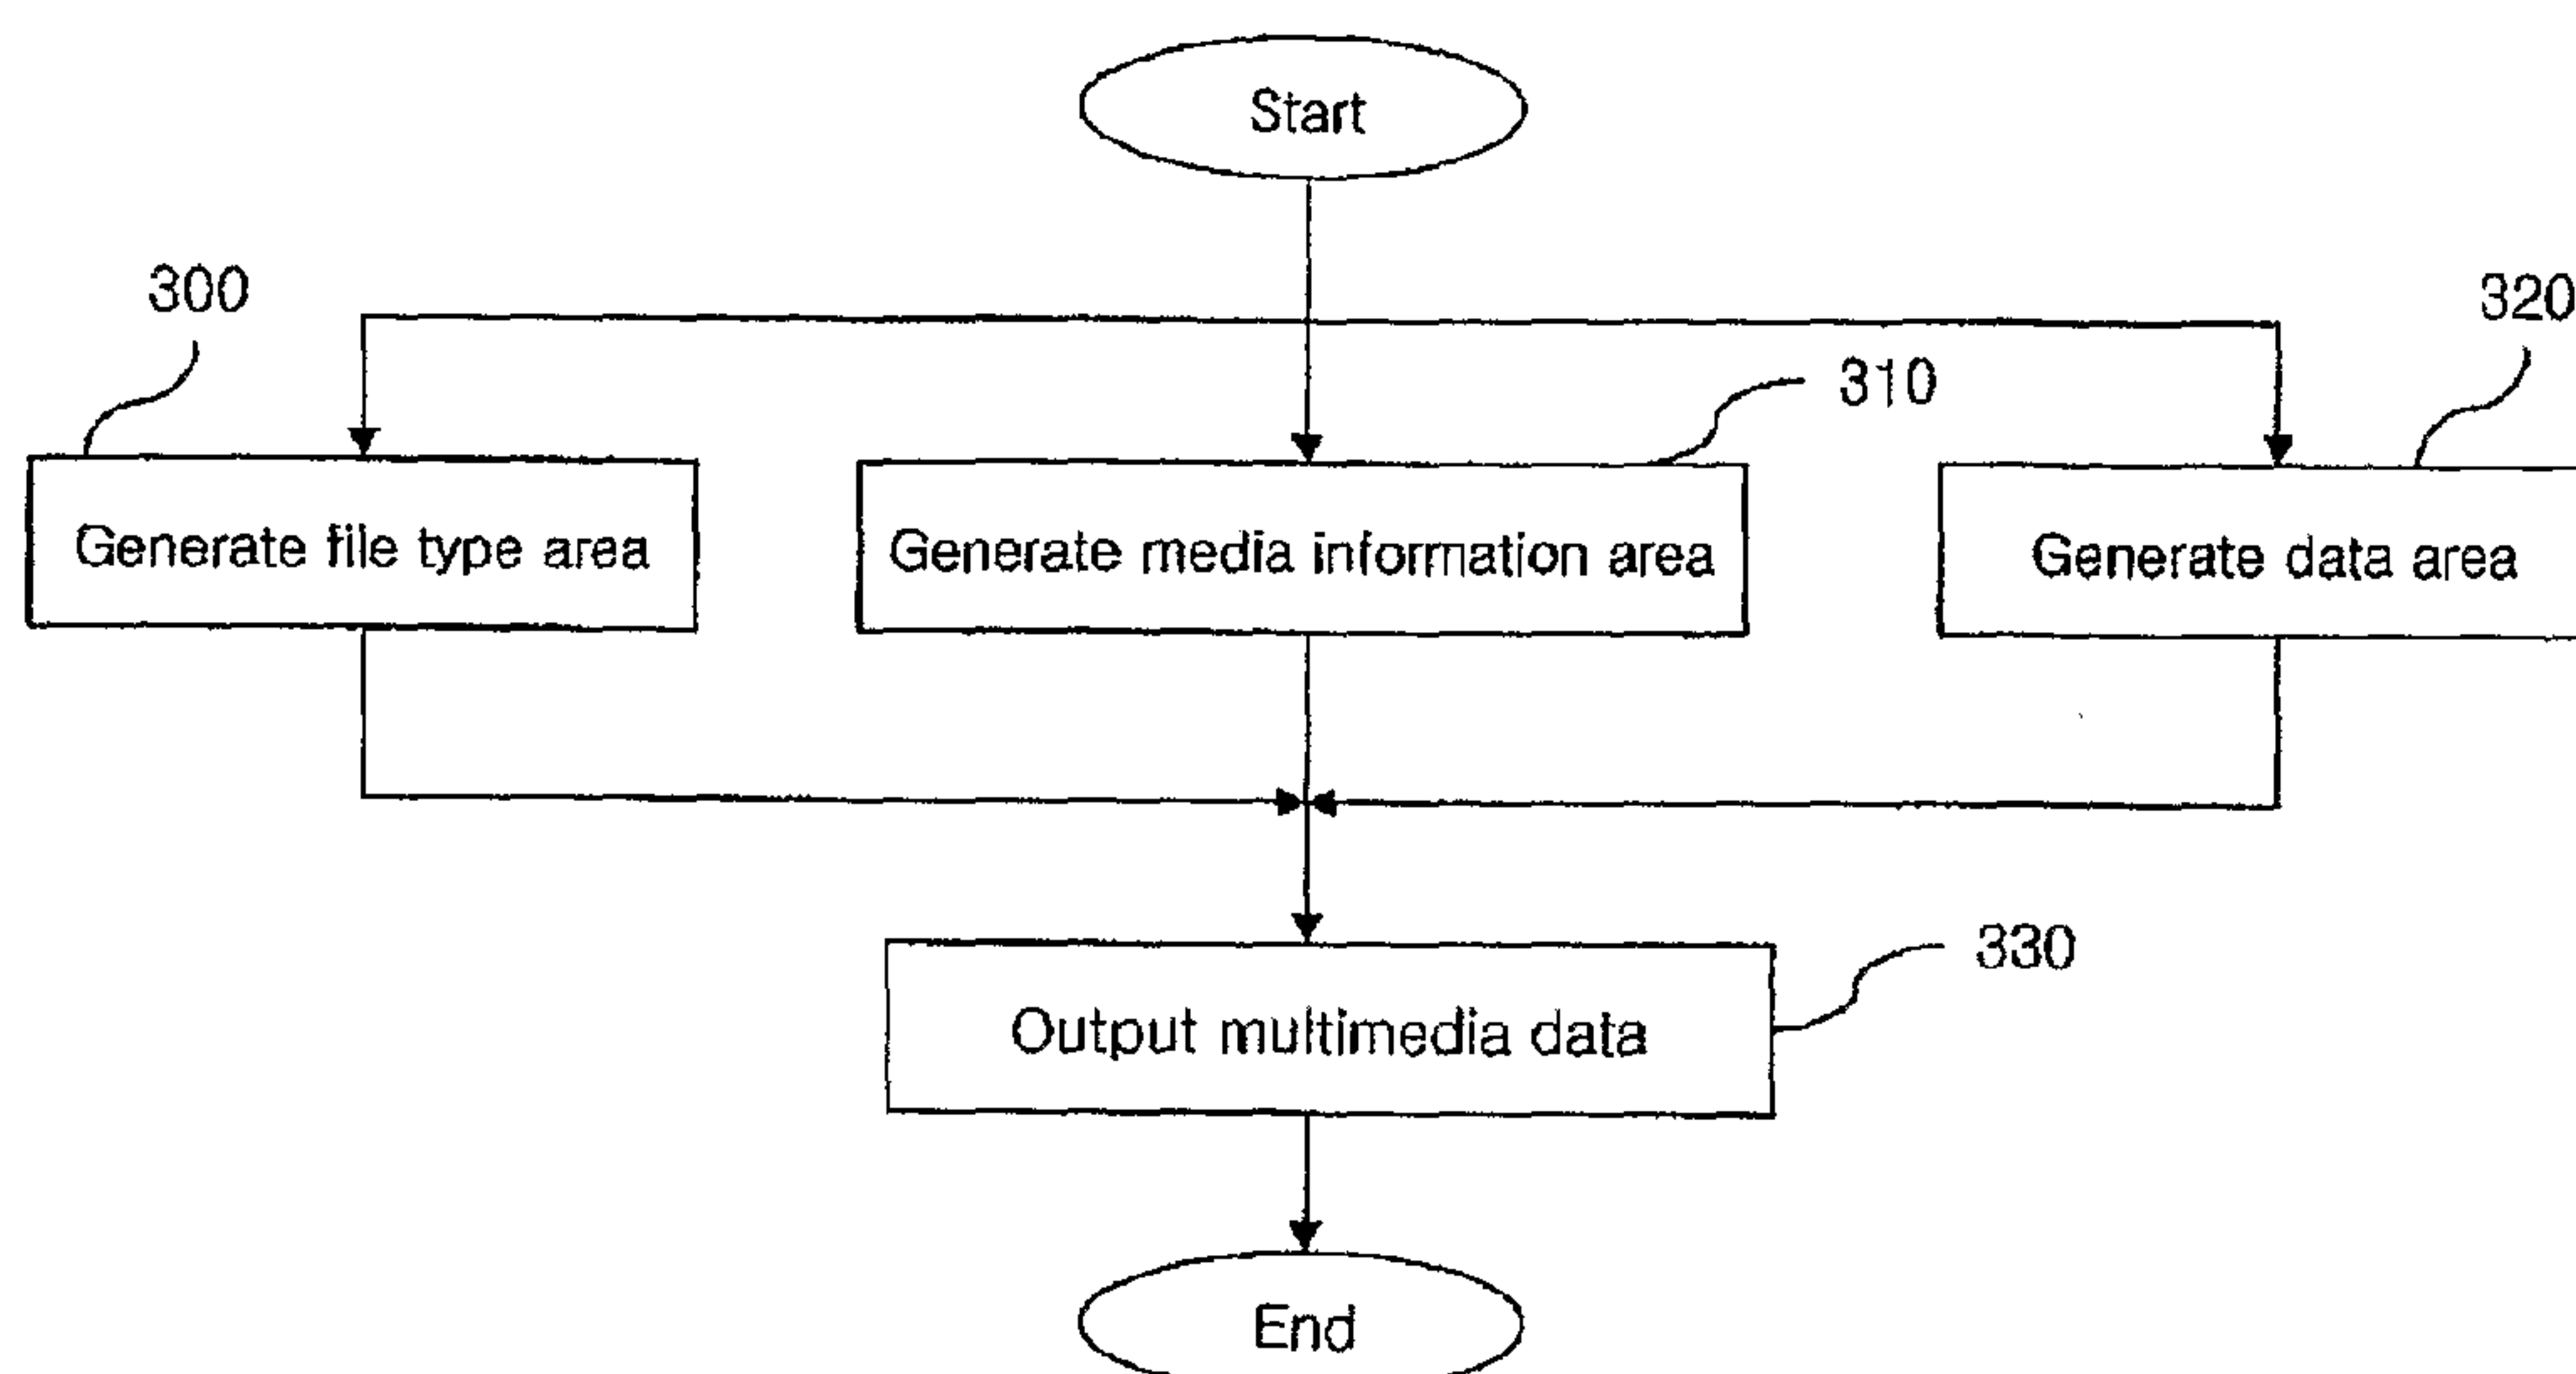 Start
300
320
310
Generate file type area
Generate media information area
Generate data area
330
Output multimedia data
End